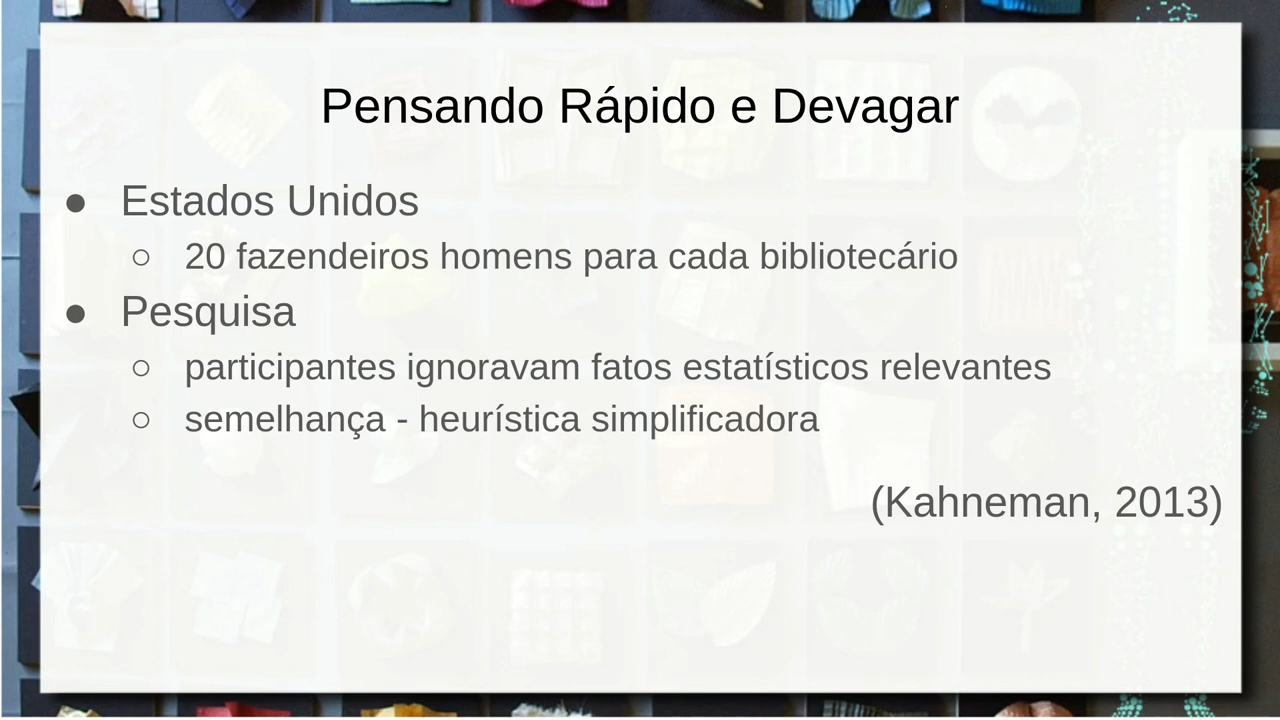 Pensando Rápido e Devagar
● Estados Unidos
○ 20 fazendeiros homens para cada bibliotecário
● Pesquisa
○ participantes ignoravam fatos estatísticos relevantes
○ semelhança - heurística simplificadora
(Kahneman, 2013)